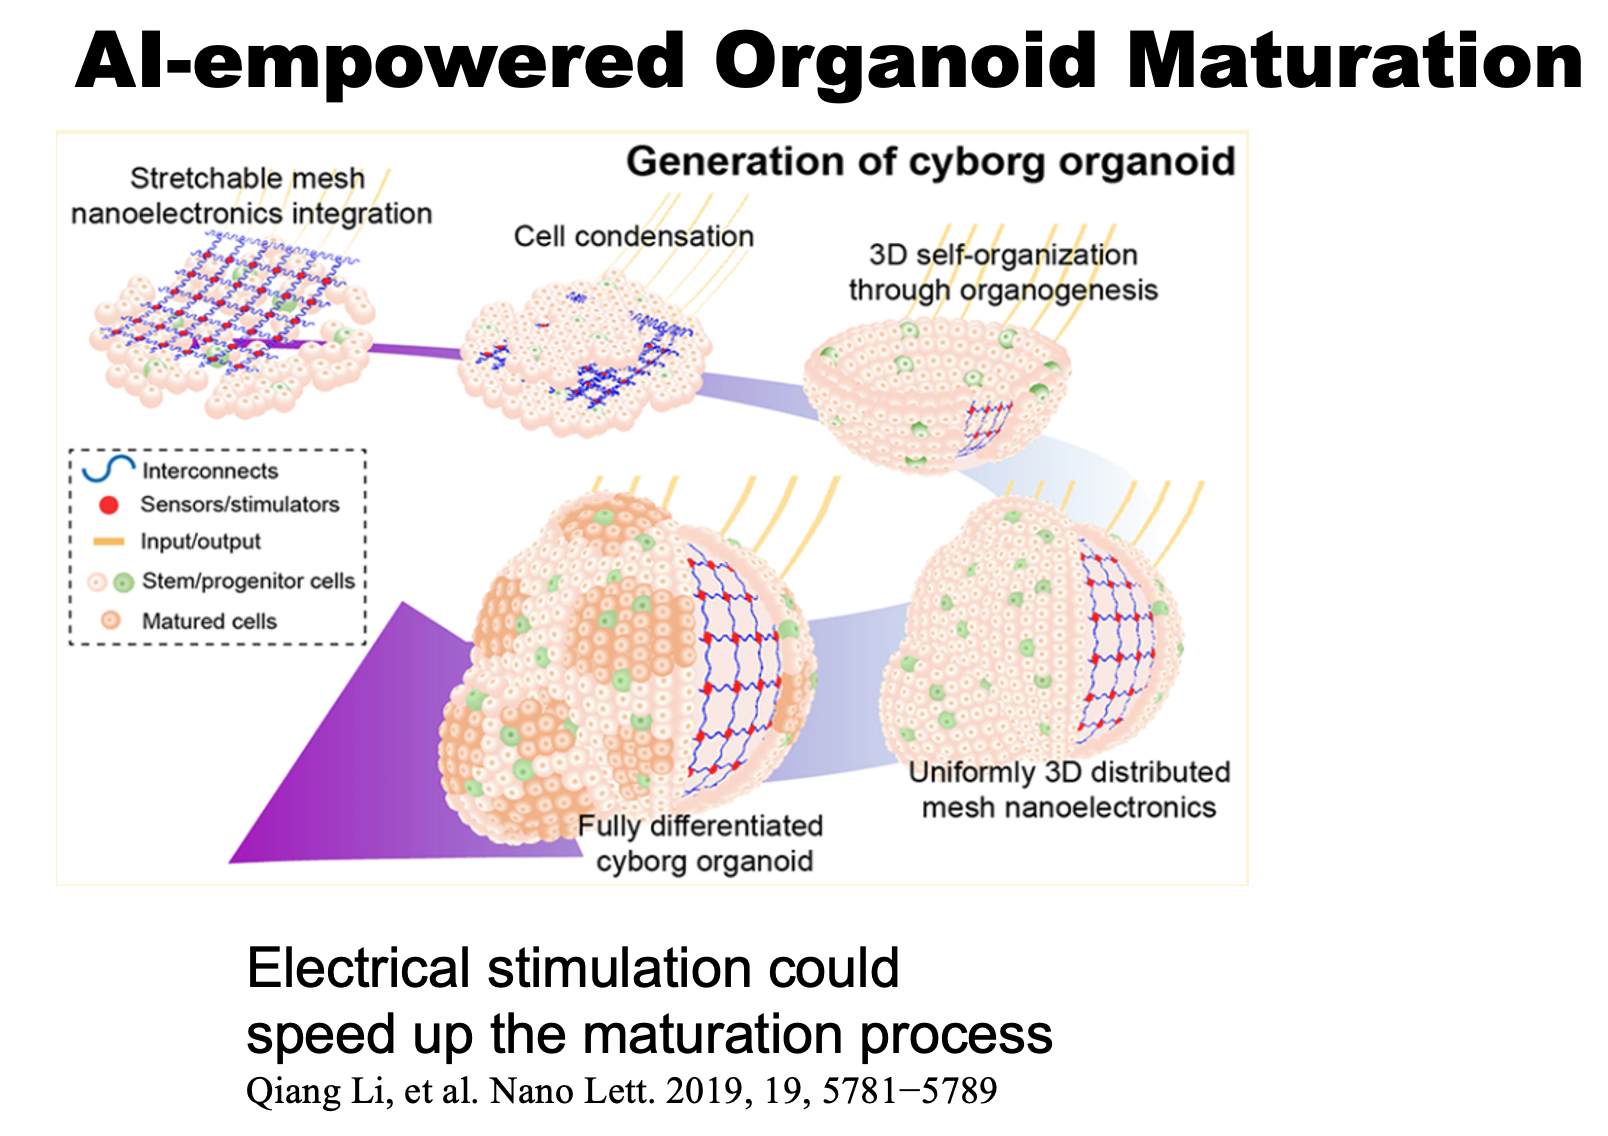 AI-empowered Organoid Maturation
Generation of cyborg organoid
Stretchable mesh
nanoelectronics integration
Cell condensation
3D self-organization
through organogenesis
Interconnects
Sensors/stimulators
Input/output
Stem/progenitor cells
Matured cells
Uniformly 3D distributed
mesh nanoelectronics
Fully differentiated
cyborg organoid
Electrical stimulation could
speed up the maturation process
Qiang Li, et al. Nano Lett. 2019, 19, 5781−5789